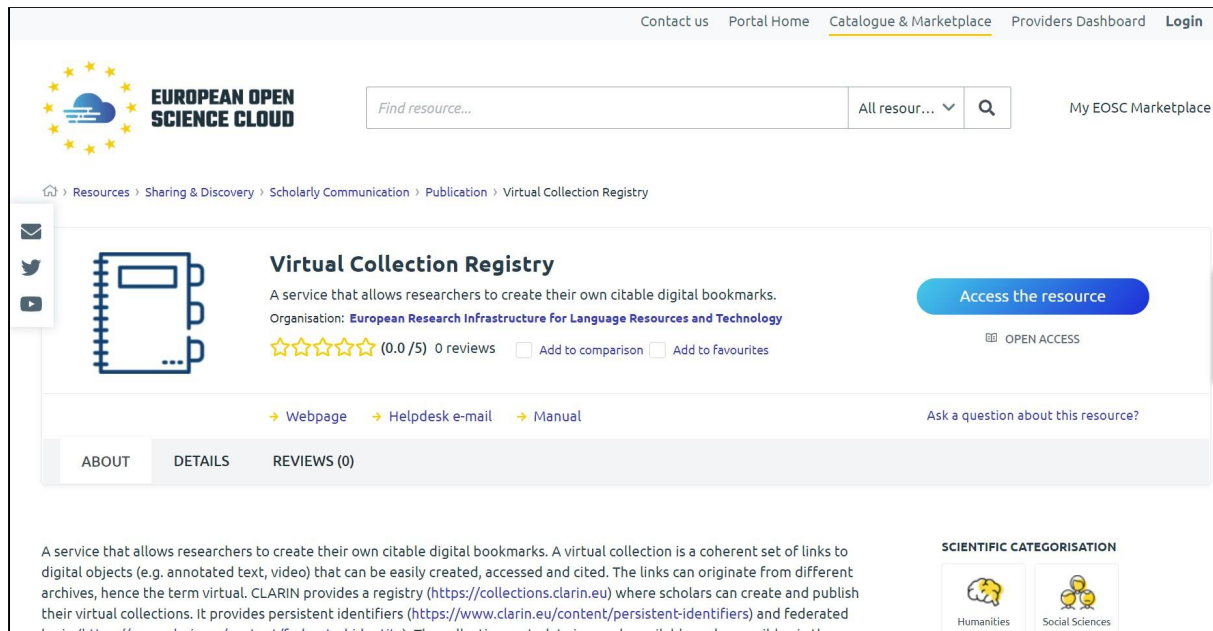 Contact us Portal Home Catalogue & Marketplace Providers Dashboard Login
EUROPEAN OPEN
SCIENCE CLOUD
Find resource...
All resour...
My EOSC Marketplace
Resources › Sharing & Discovery › Scholarly Communication › Publication › Virtual Collection Registry
Virtual Collection Registry
A service that allows researchers to create their own citable digital bookmarks.
Organisation: European Research Infrastructure for Language Resources and Technology
(0.0 /5) 0 reviews Add to comparison Add to favourites
Access the resource
OPEN ACCESS
→ Webpage → Helpdesk e-mail → Manual
Ask a question about this resource?
ABOUT DETAILS REVIEWS (0)
A service that allows researchers to create their own citable digital bookmarks. A virtual collection is a coherent set of links to
digital objects (e.g. annotated text, video) that can be easily created, accessed and cited. The links can originate from different
archives, hence the term virtual. CLARIN provides a registry (https://collections.clarin.eu) where scholars can create and publish
their virtual collections. It provides persistent identifiers (https://www.clarin.eu/content/persistent-identifiers) and federated
SCIENTIFIC CATEGORISATION
Humanities
Social Sciences